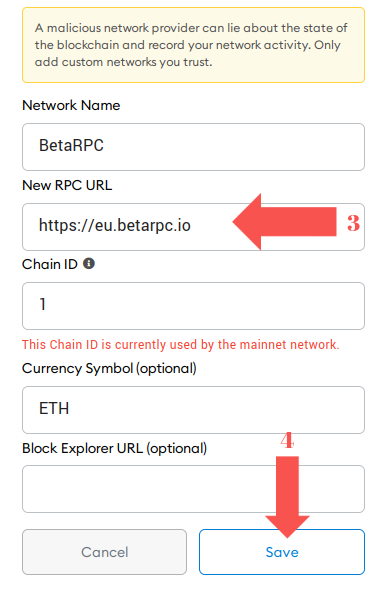 A malicious network provider can lie about the state of
the blockchain and record your network activity. Only
add custom networks you trust.
Network Name
BetaRPC
New RPC URL
https://eu.betarpc.io
3
Chain ID
1
This Chain ID is currently used by the mainnet network.
Currency Symbol (optional)
ETH
Block Explorer URL (optional)
4
Cancel
Save